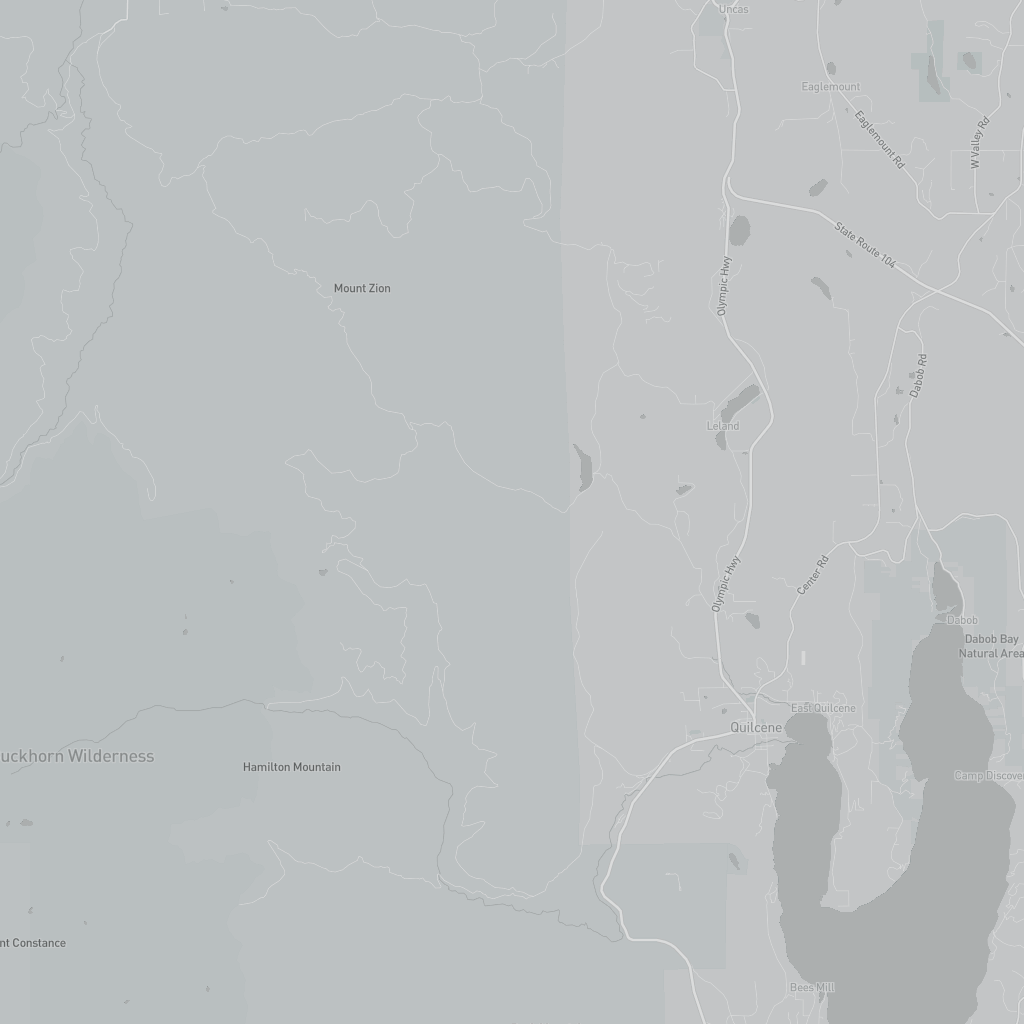 Uncas
Eaglemount
Eaglemount Rd
W Valley Rd
State Route 104
Olympic Hwy
Mount Zion
Dabob Rd
Leland
Olympic Hwy
Center Rd
Dabob
Dabob Bay
Natural Area
East Quilcene
Quilcene
uckhorn Wilderness
Hamilton Mountain
Camp Discover
nt Constance
Bees Mill